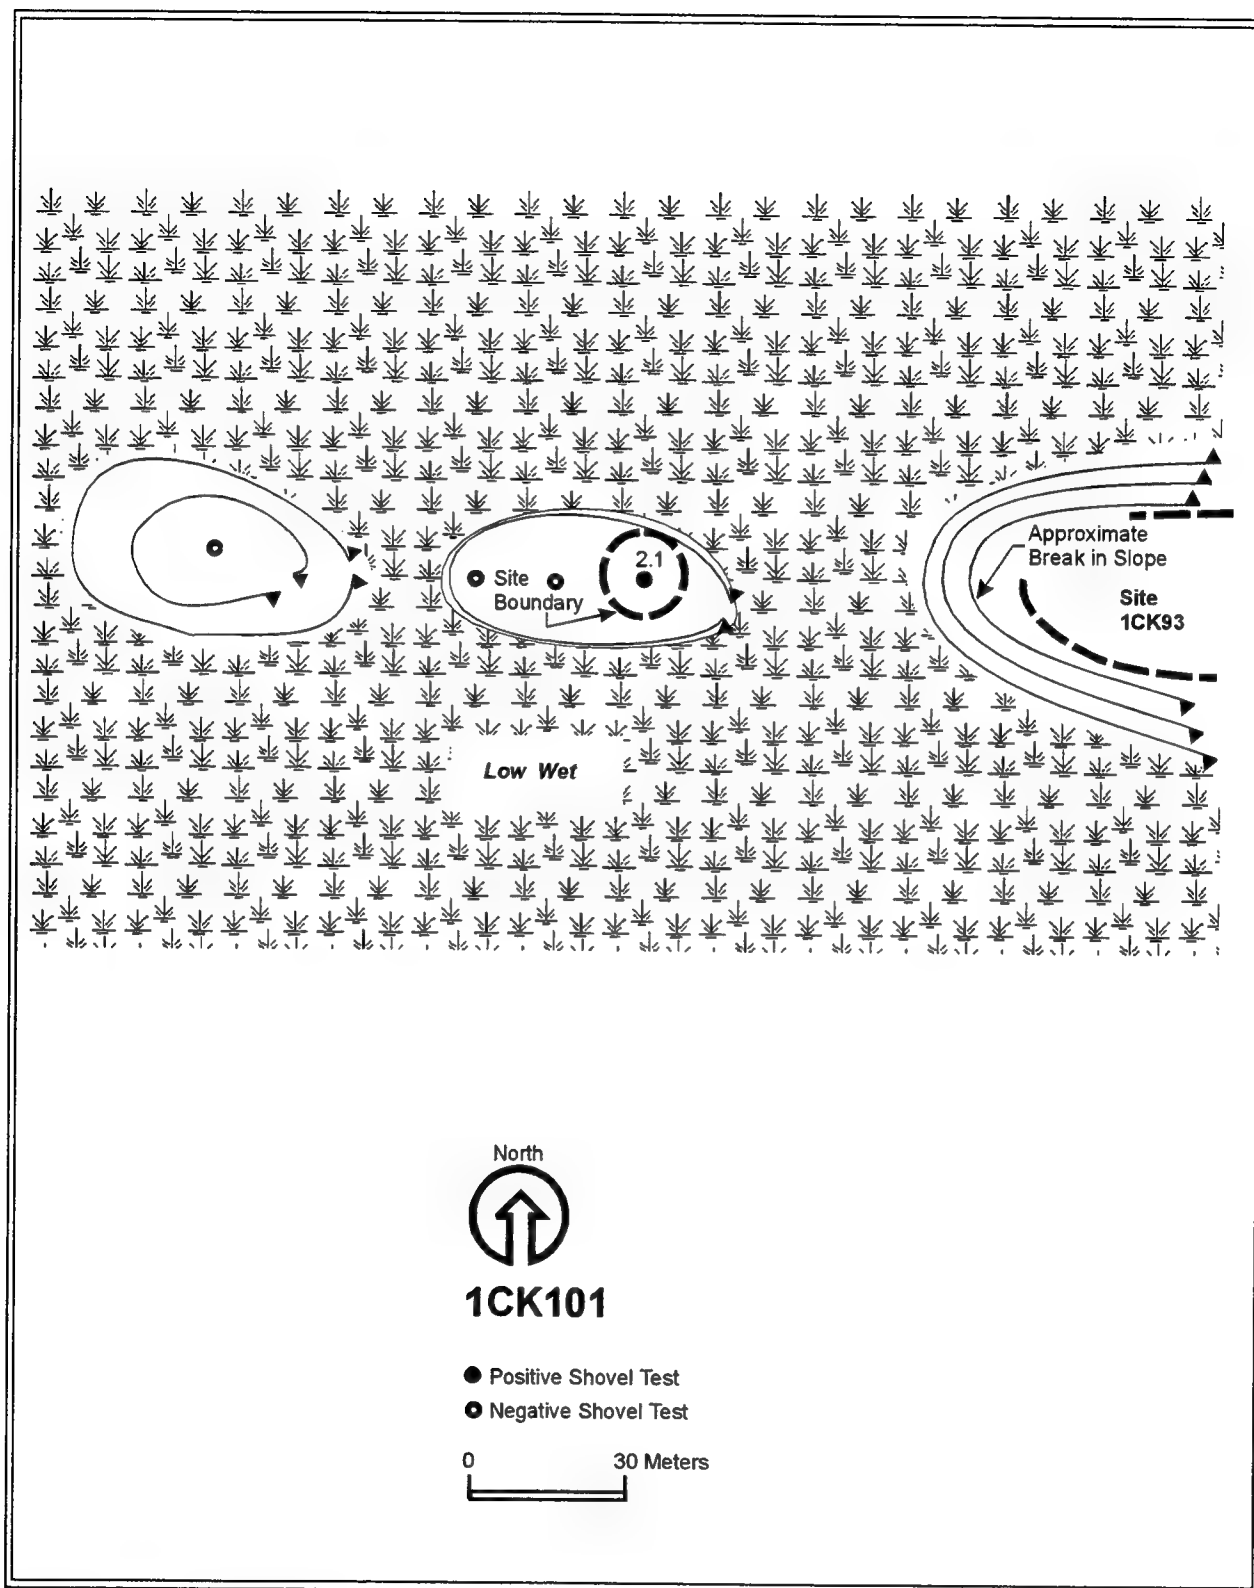 2.1
Site
Boundary
Approximate
Break in Slope
Site
1CK93
Low Wet
North
1CK101
Positive Shovel Test
Negative Shovel Test
0 30 Meters